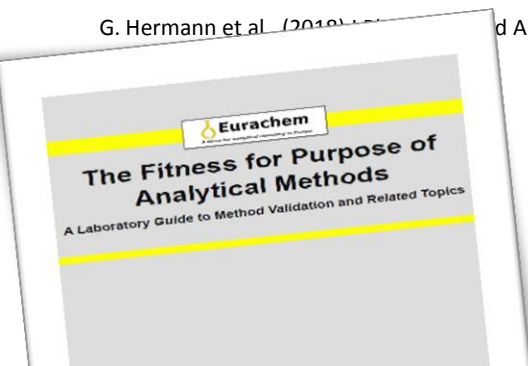 G. Hermann et al., (2018)
Eurachem
The Fitness for Purpose of
Analytical Methods
A Laboratory Guide to Method Validation and Related Topics